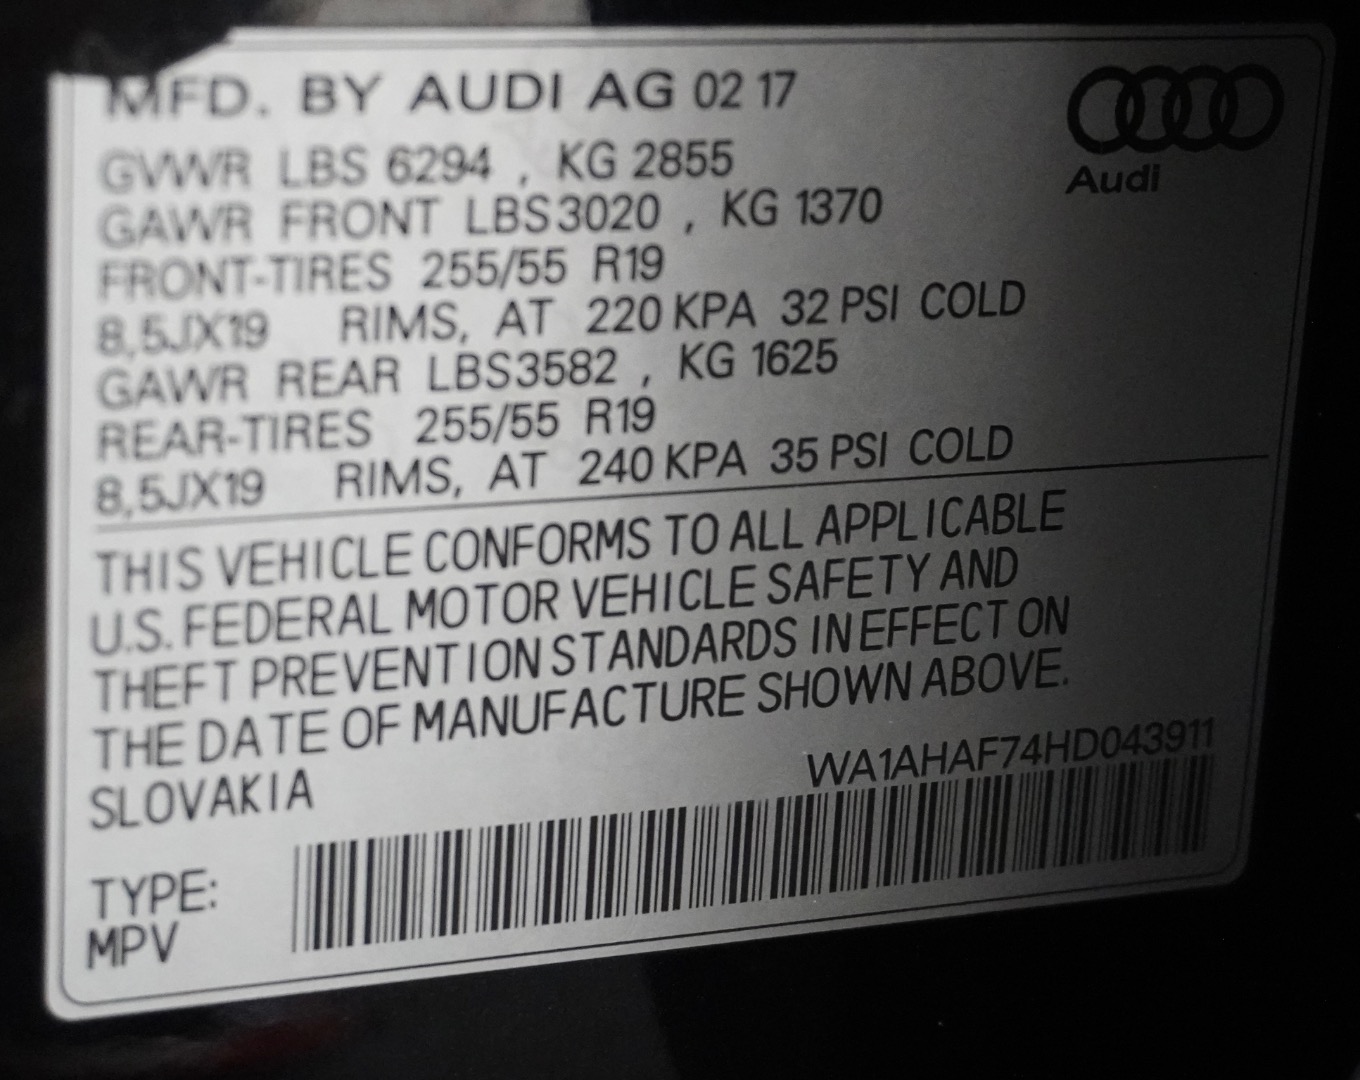 MFD. BY AUDI AG 02 17
GVWR LBS 6294 , KG 2855
GAWR FRONT LBS3020 , KG 1370
FRONT-TIRES 255/55 R19
8,5JX19 RIMS, AT 220 KPA 32 PSI COLD
GAWR REAR LBS3582 , KG 1625
REAR-TIRES 255/55 R19
8,5JX19 RIMS, AT 240 KPA 35 PSI COLD
Audi
THIS VEHICLE CONFORMS TO ALL APPLICABLE
U.S. FEDERAL MOTOR VEHICLE SAFETY AND
THEFT PREVENTION STANDARDS IN EFFECT ON
THE DATE OF MANUFACTURE SHOWN ABOVE.
SLOVAKIA
WA1AHAF74HD043911
TYPE:
MPV